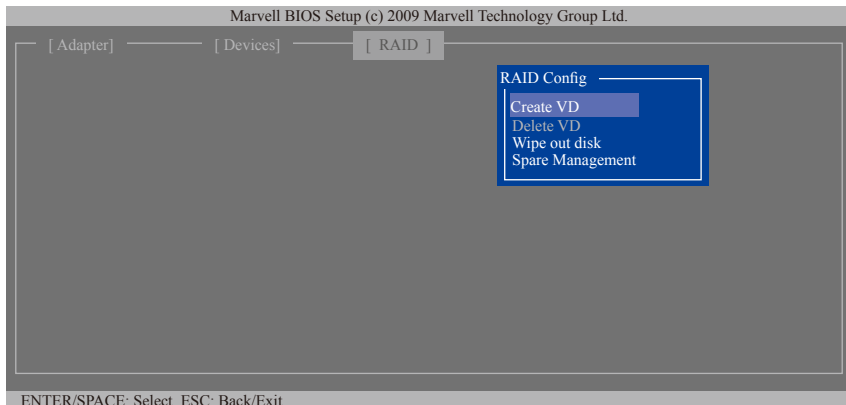 Marvell BIOS Setup (c) 2009 Marvell Technology Group Ltd.
[ Adapter] [ Devices] [ RAID ]
RAID Config
Create VD
Delete VD
Wipe out disk
Spare Management
ENTER/SPACE: Select  ESC: Back/Exit